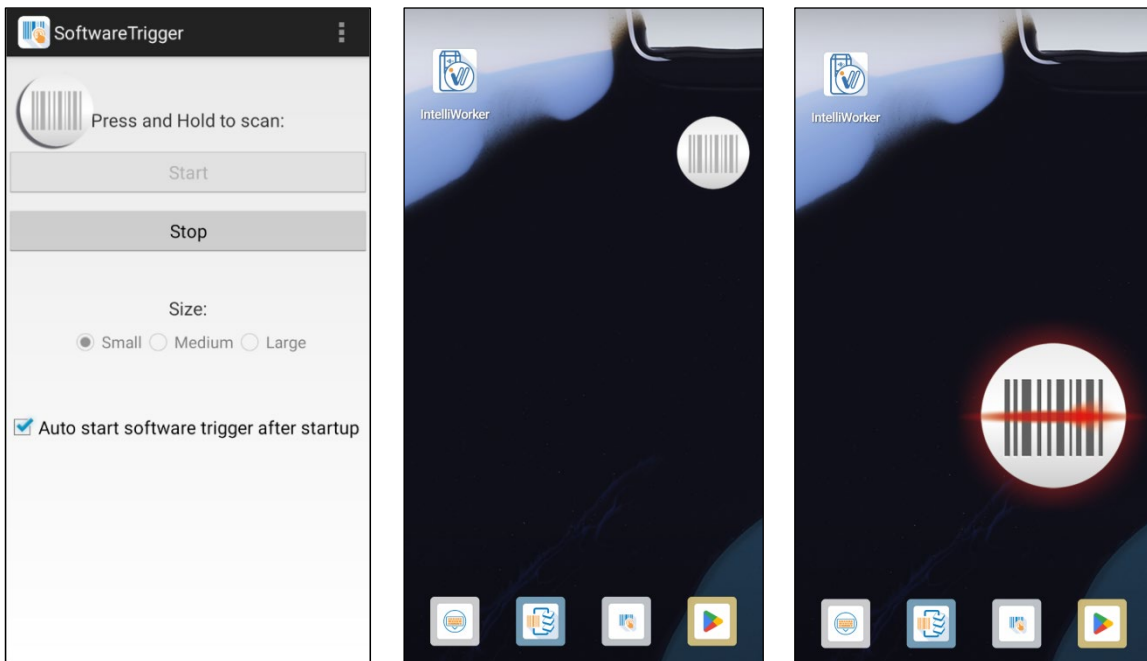 SoftwareTrigger
Press and Hold to scan:
Start
Stop
Size:
Small Medium Large
Auto start software trigger after startup
IntelliWorker
IntelliWorker